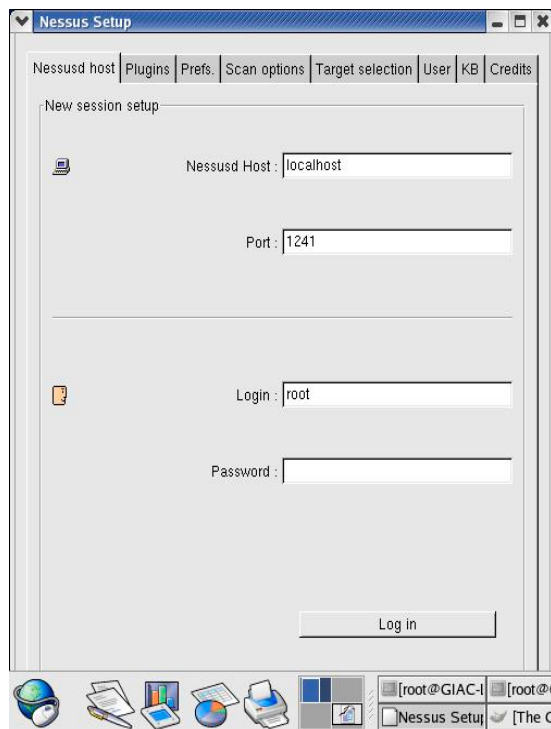 Nessus Setup
Nessusd host Plugins Prefs. Scan options Target selection User KB Credits
New session setup
Nessusd Host : localhost
Port : 1241
Login : root
Password :
Log in
[root@GIAC-
[root@
Nessus Setup
[The